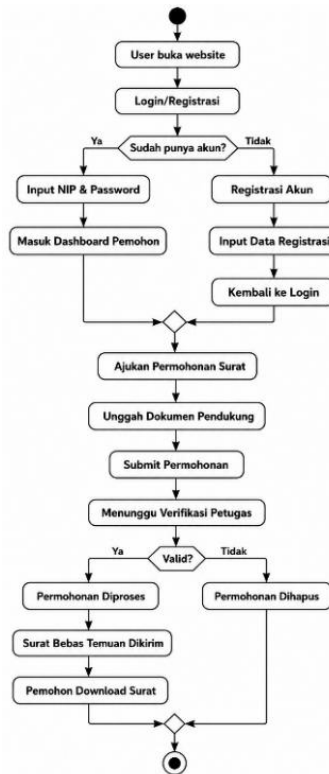 User buka website
Login/Registrasi
Ya
Sudah punya akun?
Tidak
Input NIP & Password
Registrasi Akun
Masuk Dashboard Pemohon
Input Data Registrasi
Kembali ke Login
Ajukan Permohonan Surat
Unggah Dokumen Pendukung
Submit Permohonan
Menunggu Verifikasi Petugas
Ya
Valid?
Tidak
Permohonan Diproses
Permohonan Dihapus
Surat Bebas Temuan Dikirim
Pemohon Download Surat